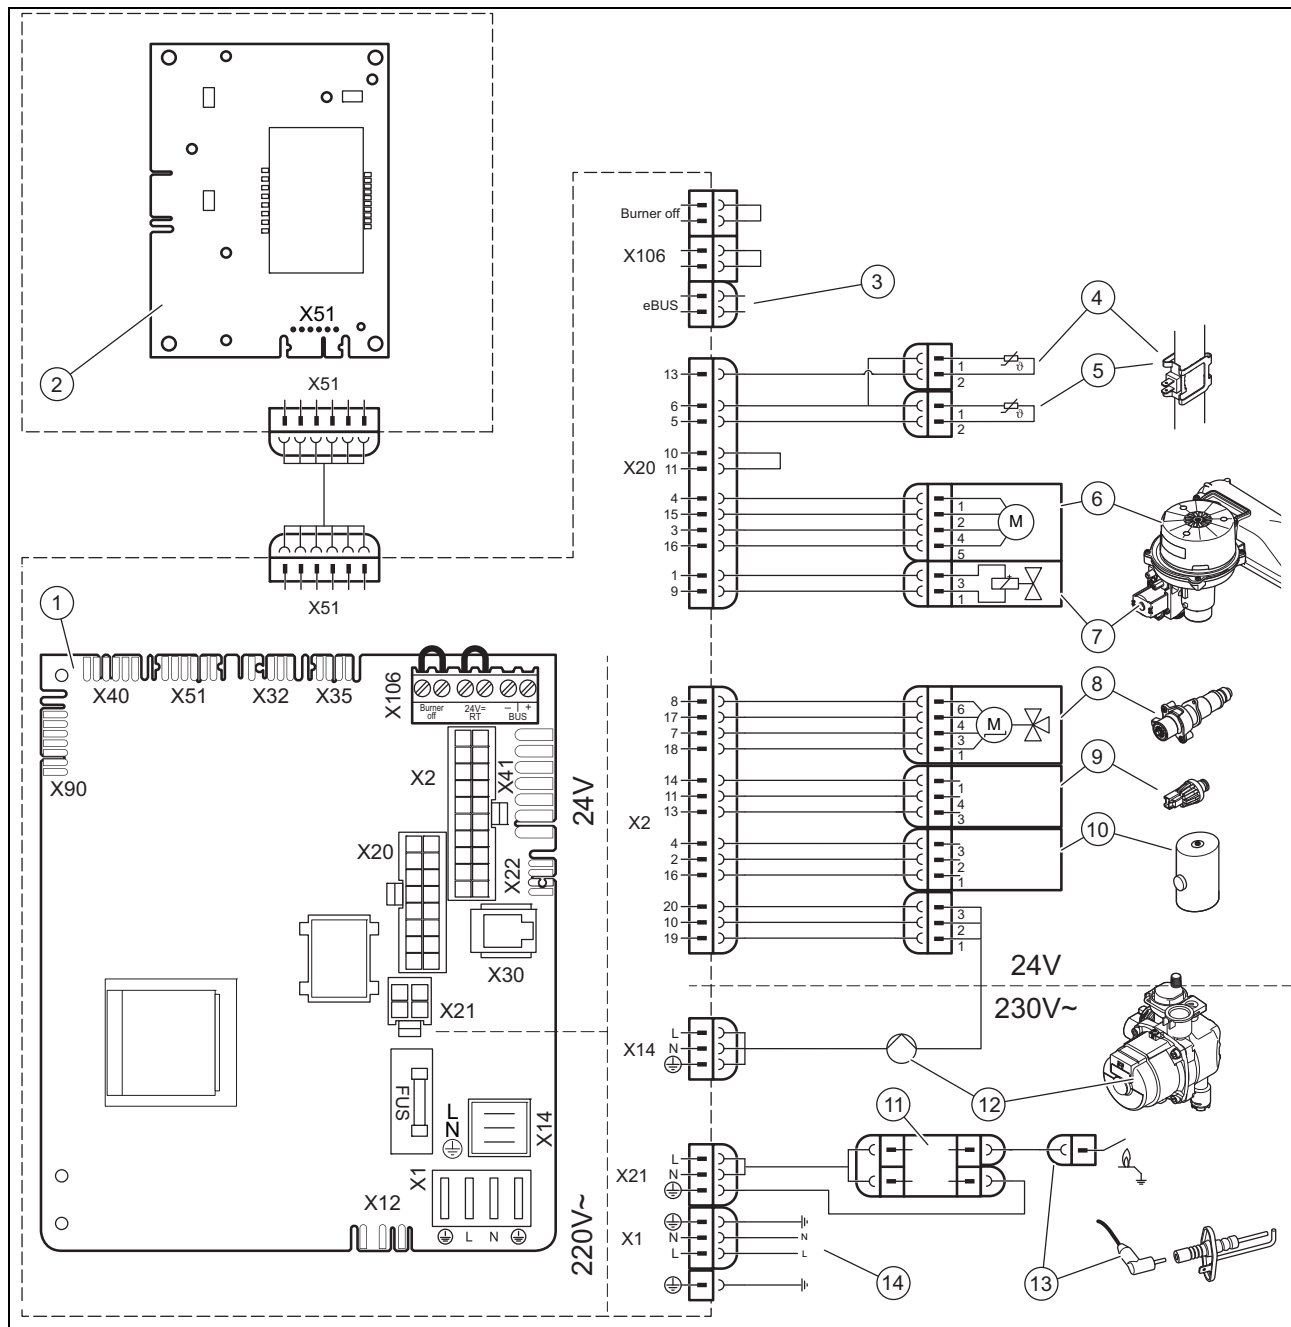 X51
2
X51
X51
1
X40
X51
X32
X35
X106
Burner
off
24V=
RT
–
+
BUS
X90
X2
X41
24V
X20
X22
X30
X21
FUS
L
N
X14
X1
X12
L
N
220V~
Burner off
X106
eBUS
3
13
6
5
10
X20
11
4
15
3
16
1
9
1
2
ϑ
4
1
2
ϑ
5
1
2
4
5
M
6
3
1
7
8
17
7
18
14
11
13
X2
4
2
16
20
10
19
6
4
3
1
M
8
1
4
3
9
3
2
1
10
3
2
1
24V
230V~
L
X14
N
12
11
L
X21
N
13
N
X1
L
N
L
14